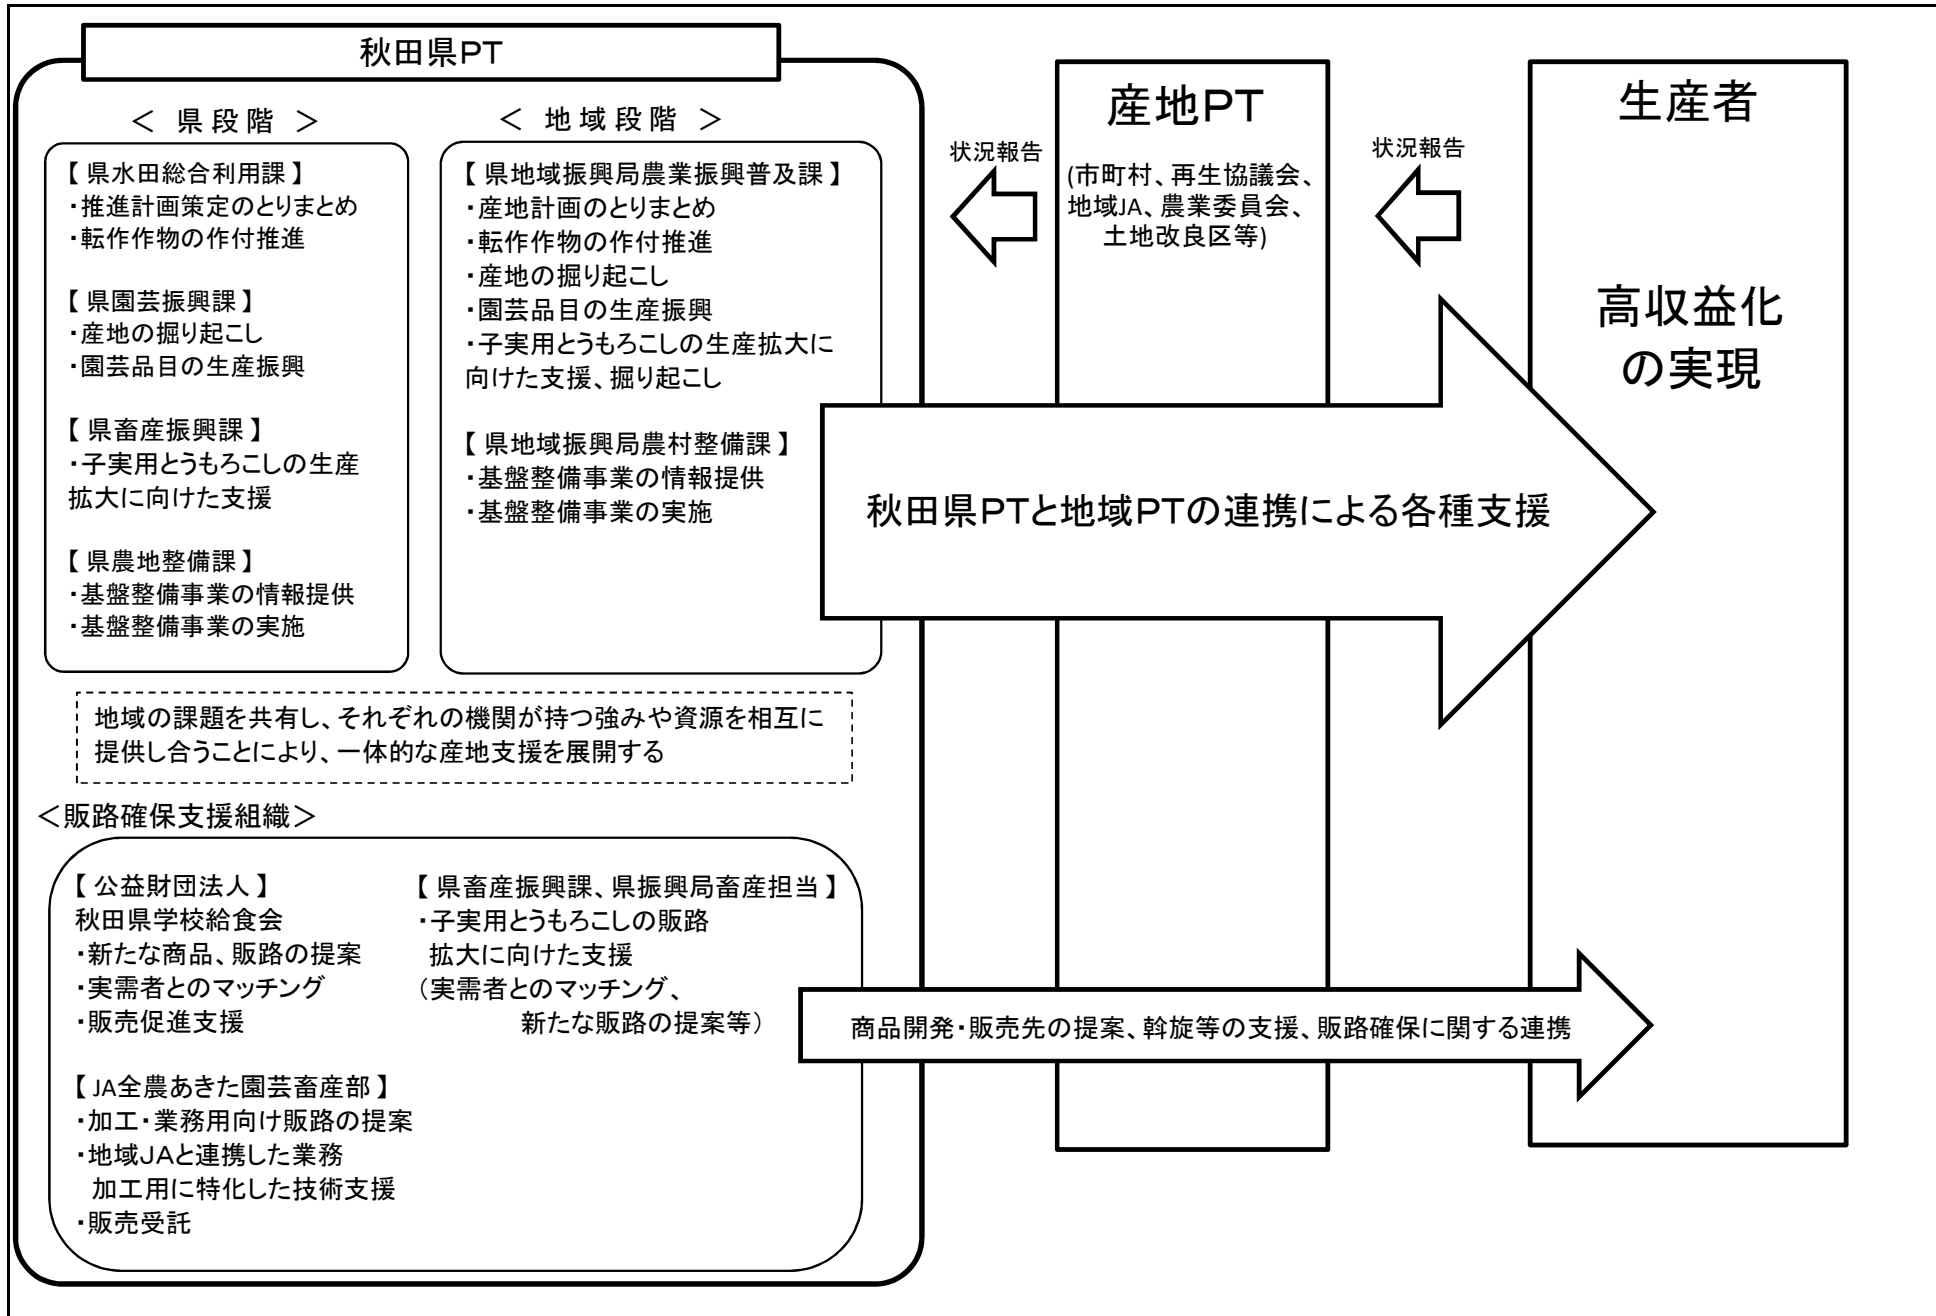 秋田県PT
＜ 県段階 ＞
【県水田総合利用課】
・推進計画策定のとりまとめ
・転作作物の作付推進
【県園芸振興課】
・産地の掘り起こし
・園芸品目の生産振興
【県畜産振興課】
・子実用とうもろこしの生産
拡大に向けた支援
【県農地整備課】
・基盤整備事業の情報提供
・基盤整備事業の実施
＜ 地域段階 ＞
【県地域振興局農業振興普及課】
・産地計画のとりまとめ
・転作作物の作付推進
・産地の掘り起こし
・園芸品目の生産振興
・子実用とうもろこしの生産拡大に
向けた支援、掘り起こし
【県地域振興局農村整備課】
・基盤整備事業の情報提供
・基盤整備事業の実施
地域の課題を共有し、それぞれの機関が持つ強みや資源を相互に
提供し合うことにより、一体的な産地支援を展開する
＜販路確保支援組織＞
【公益財団法人】
秋田県学校給食会
・新たな商品、販路の提案
・実需者とのマッチング
・販売促進支援
【JA全農あきた園芸畜産部】
・加工・業務用向け販路の提案
・地域JAと連携した業務
加工用に特化した技術支援
・販売受託
【県畜産振興課、県振興局畜産担当】
・子実用とうもろこしの販路
拡大に向けた支援
（実需者とのマッチング、
新たな販路の提案等）
状況報告
産地PT
(市町村、再生協議会、
地域JA、農業委員会、
土地改良区等)
状況報告
生産者
高収益化
の実現
秋田県PTと地域PTの連携による各種支援
商品開発・販売先の提案、斡旋等の支援、販路確保に関する連携